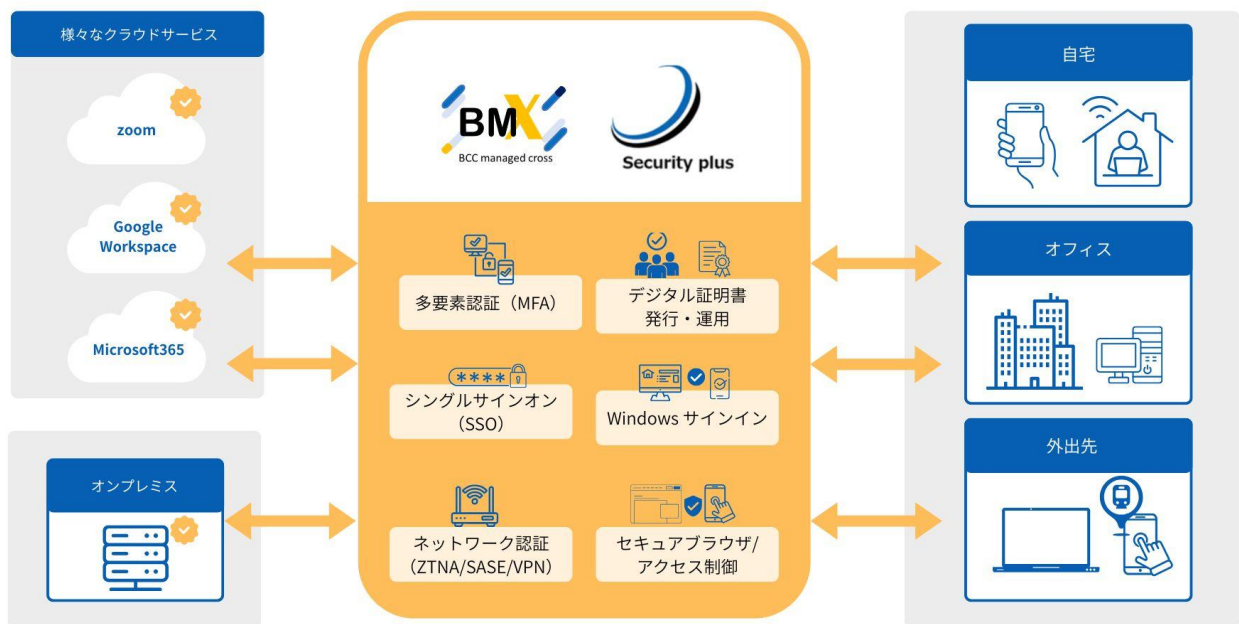 様々なクラウドサービス
zoom
Google
Workspace
Microsoft365
オンプレミス
BMX
BCC managed cross
Security plus
多要素認証（MFA）
デジタル証明書
発行・運用
****
シングルサインオン
（SSO）
Windows サインイン
ネットワーク認証
（ZTNA/SASE/VPN）
セキュアブラウザ/
アクセス制御
自宅
オフィス
外出先